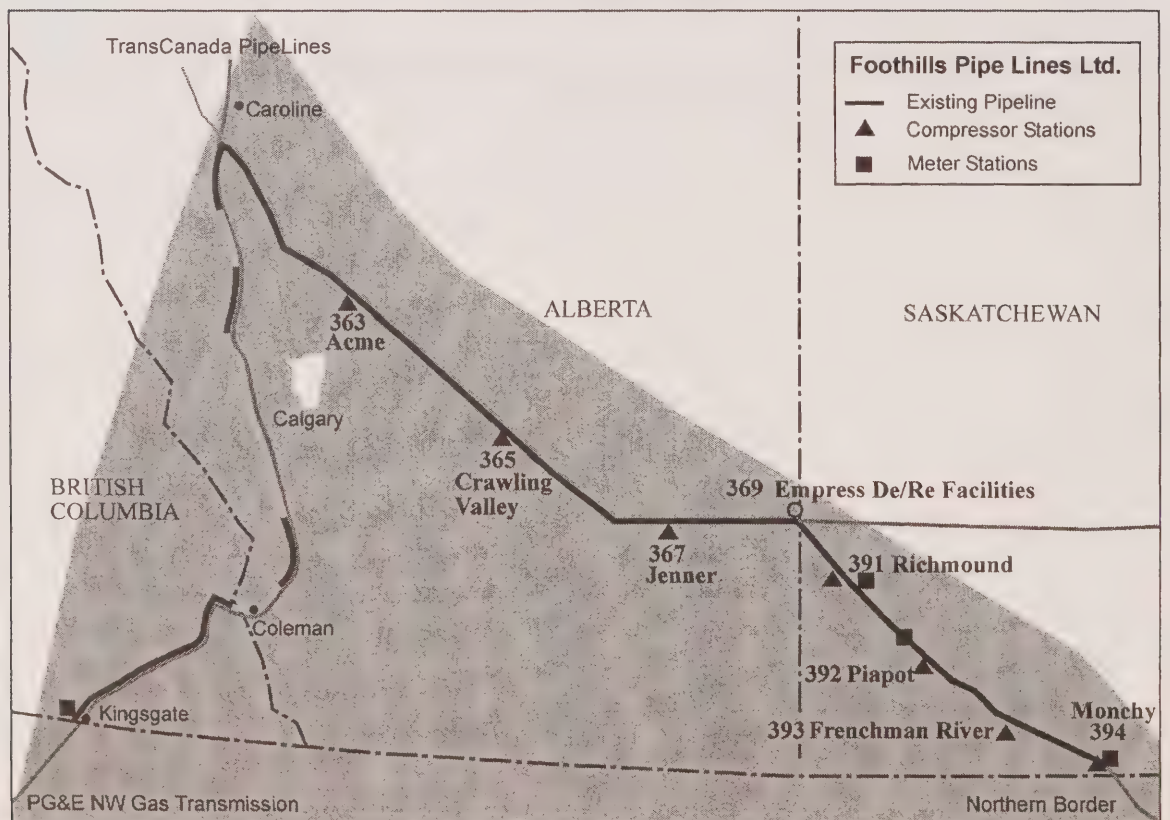 TransCanada PipeLines
Caroline
Foothills Pipe Lines Ltd.
Existing Pipeline
Compressor Stations
Meter Stations
ALBERTA
SASKATCHEWAN
363
Acme
Calgary
365
Crawling
Valley
BRITISH
COLUMBIA
369 Empress De/Re Facilities
367
Jenner
391 Richmound
Coleman
392 Piapot
Kingsgate
393 Frenchman River
Monchy
394
PG&E NW Gas Transmission
Northern Border